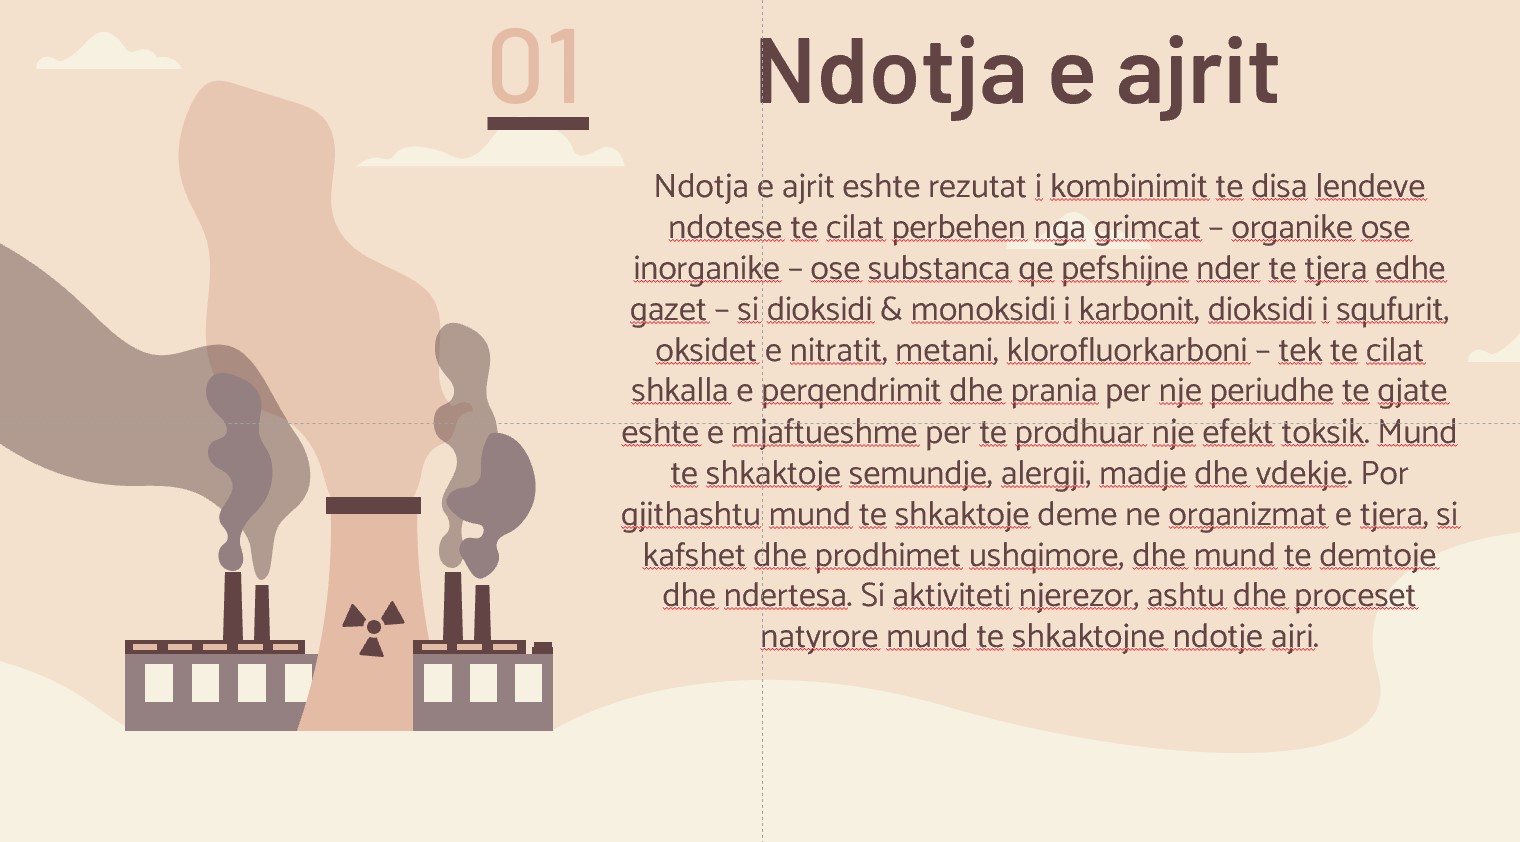 01
Ndotja e ajrit
Ndotja e ajrit eshte rezutat i kombinimit te disa lendeve
ndotese te cilat perbehen nga grimcat – organike ose
inorganike – ose substanca qe pefshijne nder te tjera edhe
gazet – si dioksidi & monoksidi i karbonit, dioksidi i squfurit,
oksidet e nitratit, metani, klorofluorkarboni – tek te cilat
shkalla e perqendrimit dhe prania per nje periudhe te gjate
eshte e mjaftueshme per te prodhuar nje efekt toksik. Mund
te shkaktoje semundje, alergji, madje dhe vdekje. Por
gjithashtu mund te shkaktoje deme ne organizmat e tjera, si
kafshet dhe prodhimet ushqimore, dhe mund te demtoje
dhe ndertesa. Si aktiviteti njerezor, ashtu dhe proceset
natyrore mund te shkaktojne ndotje ajri.